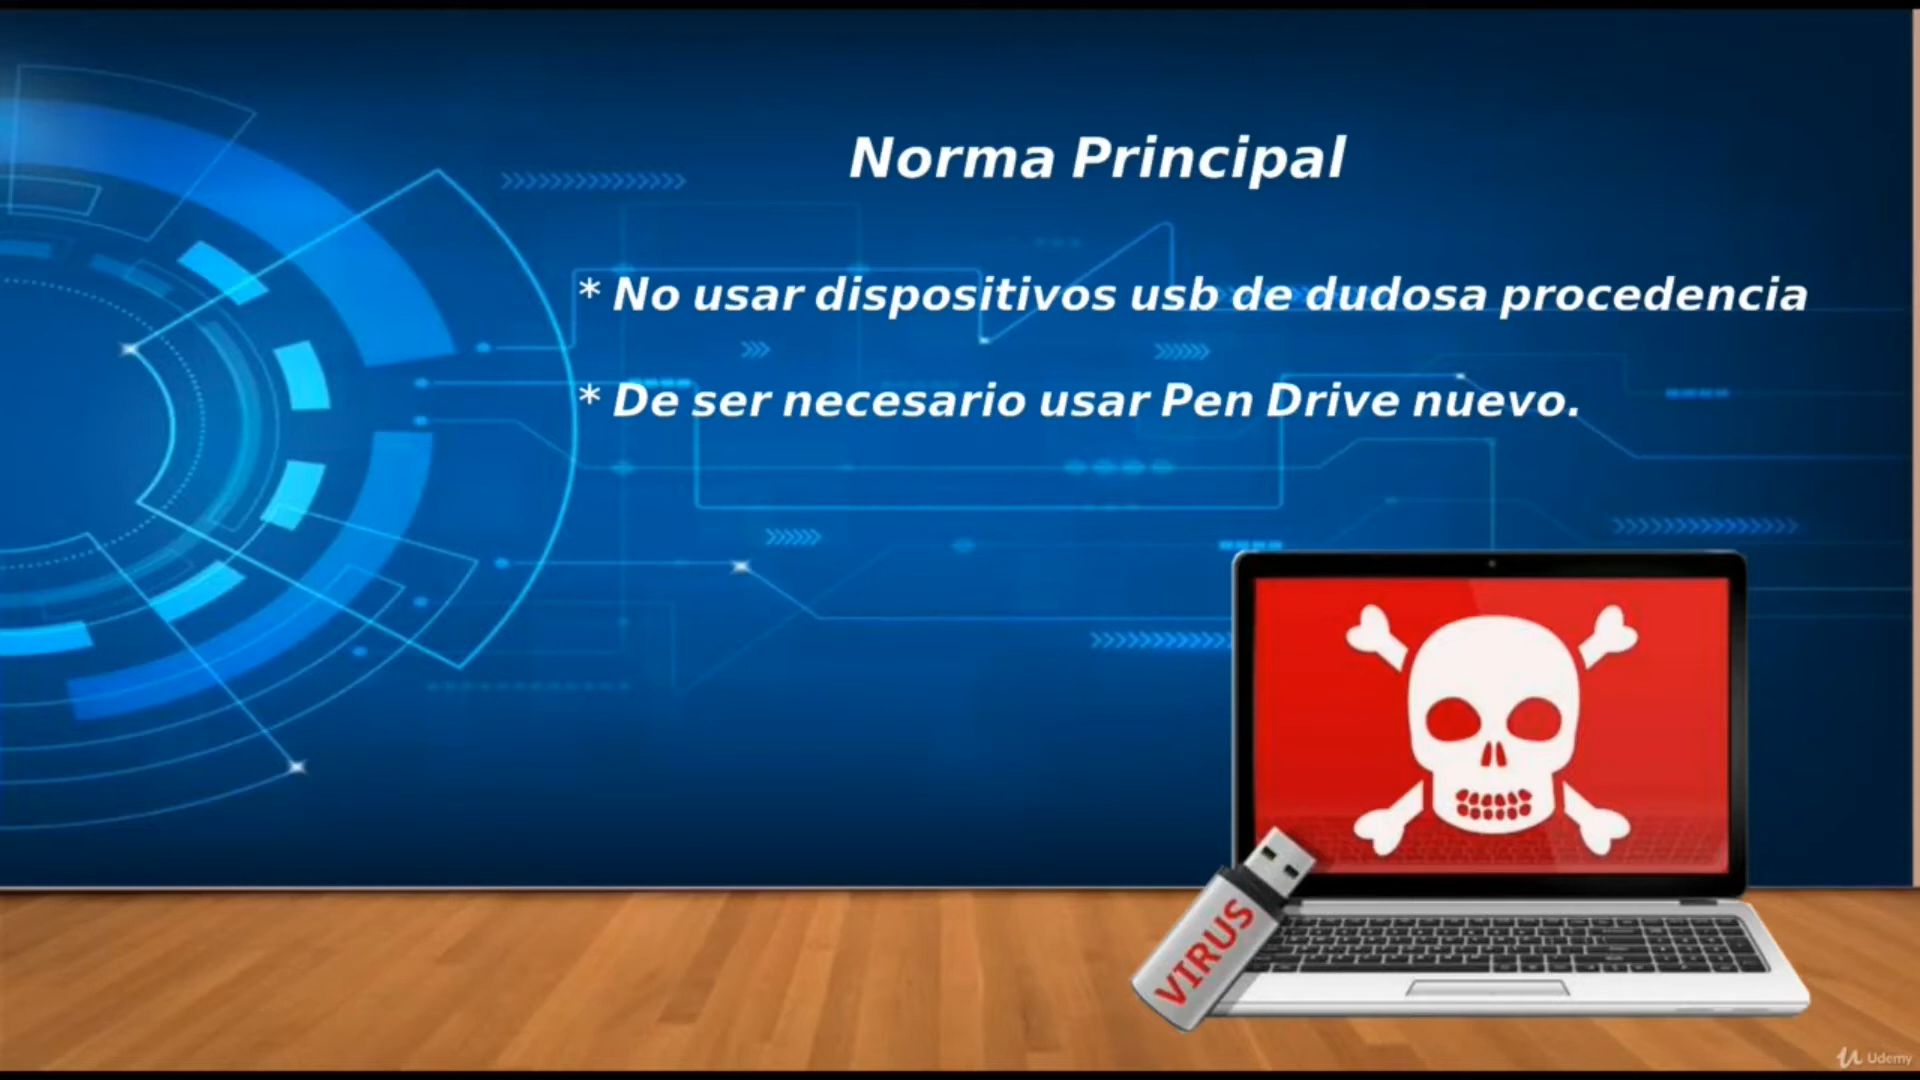 Norma Principal
* No usar dispositivos usb de dudosa procedencia
* De ser necesario usar Pen Drive nuevo.
VIRUS
Udemy